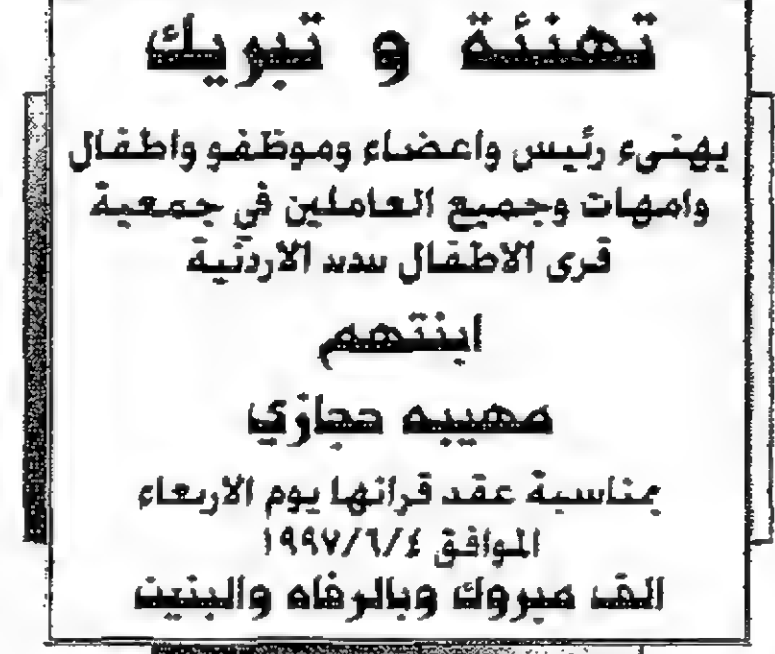 تهنئة و تبريك
يهنىء رئيس واعضاء وموظفو واطفال
وامهات وجميع العاملين في جمعية
قرى الاطفال SOS الاردنية
ابنتهم
مهيبه حجازي
بمناسبة عقد قرانها يوم الاربعاء
الموافق ١٩٩٧/٦/٤
الف مبروك وبالرفاه والبنين